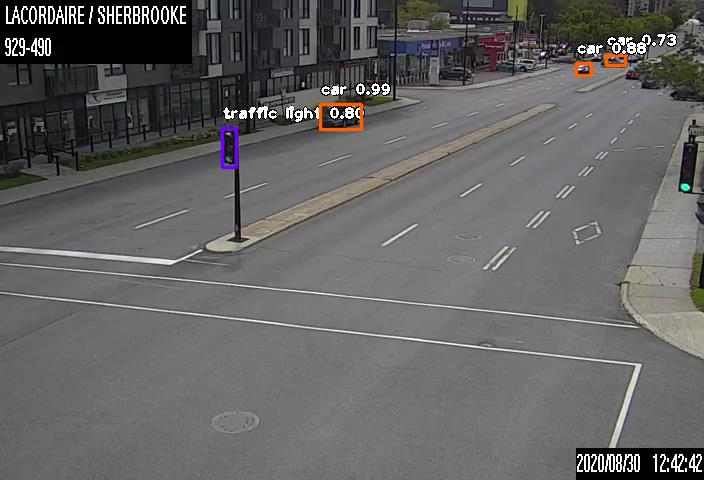 LACORDAIRE / SHERBROOKE
929-490
car 0.73
car 0.88
car 0.99
traffic light 0.80
2020/08/30 12:42:42